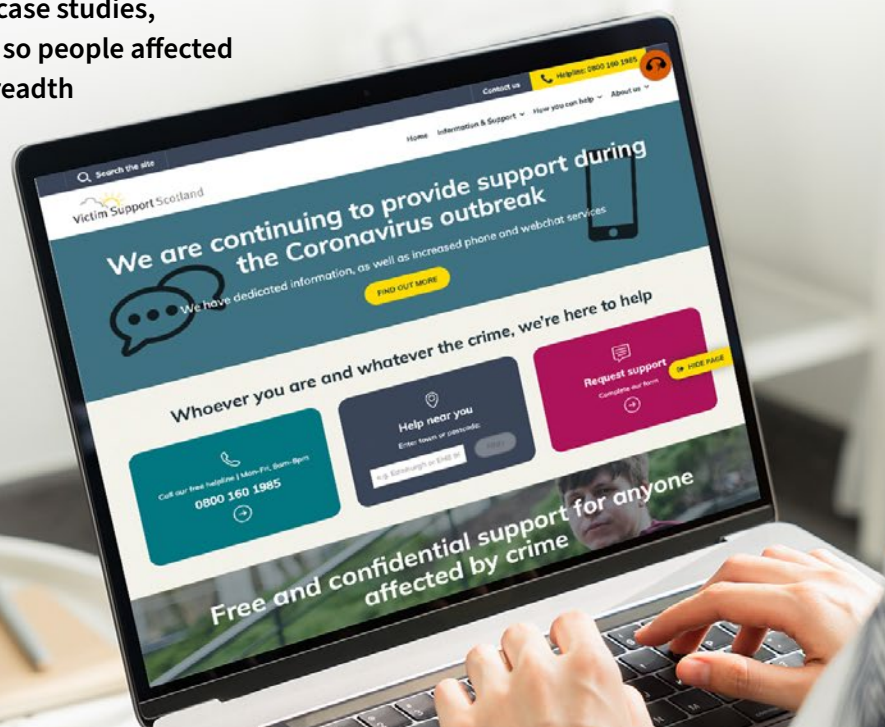 case studies,
so people affected
readth
Contact us
Helpline: 0800 160 1985
Search the site
Home Information & Support How you can help About us
Victim Support Scotland
We are continuing to provide support during
the Coronavirus outbreak
We have dedicated information, as well as increased phone and webchat services
FIND OUT MORE
Whoever you are and whatever the crime, we're here to help
Call our free helpline | Mon-Fri, 8am-8pm
0800 160 1985
Help near you
Enter town or postcode:
e.g. Edinburgh or EH8
Request support
Complete our form
HIDE PAGE
Free and confidential support for anyone
affected by crime